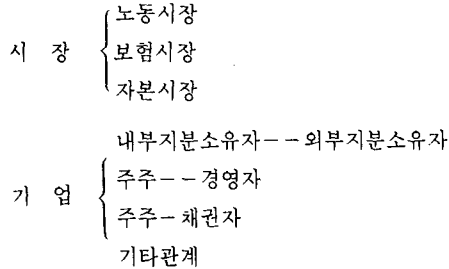 노동시장
시 장 보험시장
자본시장
내부지분소유자--외부지분소유자
주주--경영자
기 업
주주-채권자
기타관계